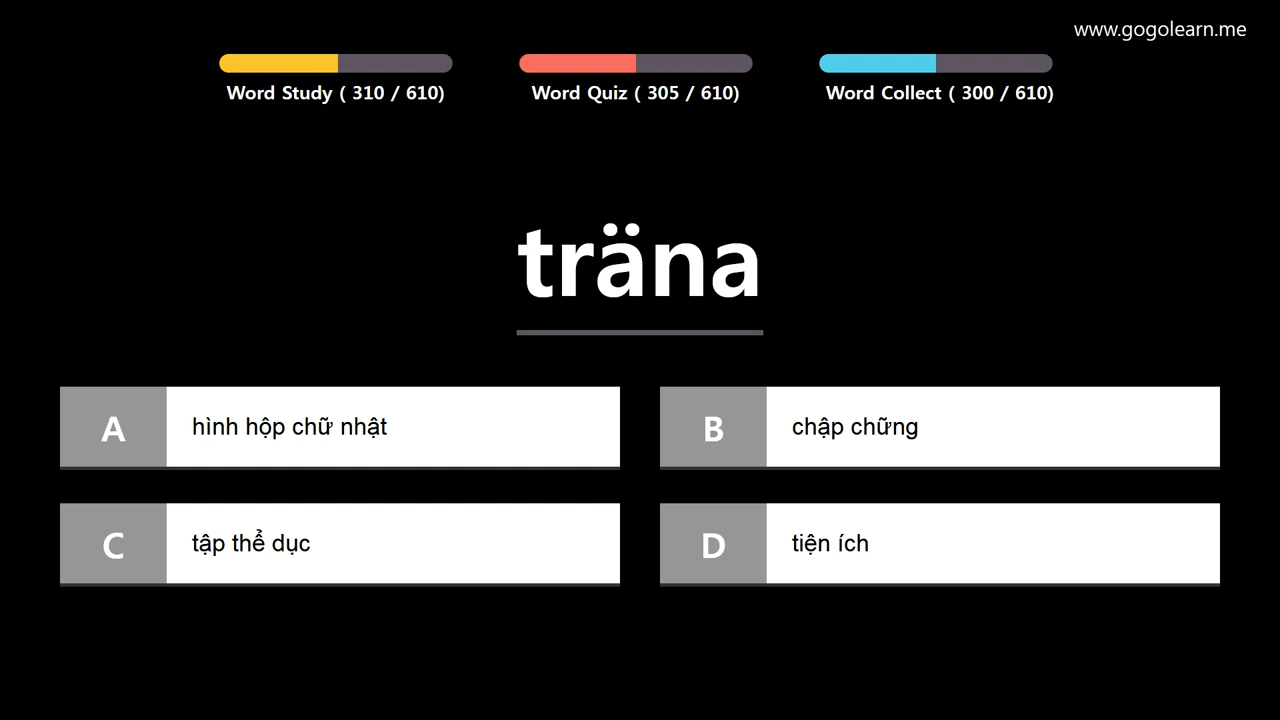 www.gogolearn.me
Word Study ( 310 / 610)
Word Quiz ( 305 / 610)
Word Collect ( 300 / 610)
träna
A
hình hộp chữ nhật
B
chập chững
C
tập thể dục
D
tiện ích